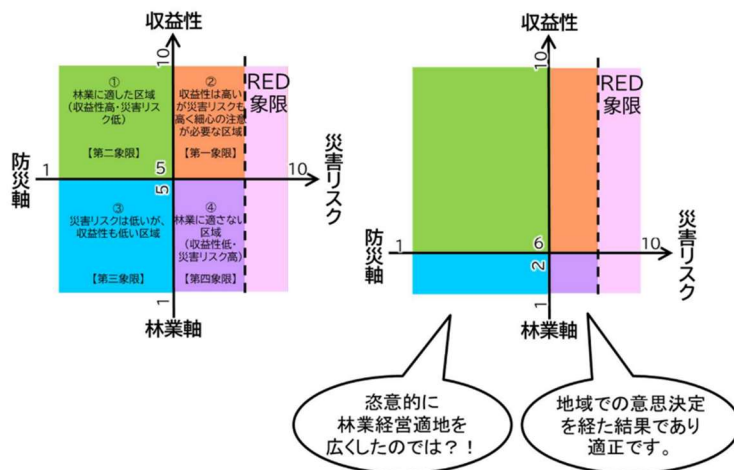 収益性
10
①
林業に適した区域
(収益性高・災害リス
ク低)
【第二象限】
②
収益性は高い
が災害リスクも
高く細心の注意
が必要な区域
【第一象限】
RED
象限
防災軸
1
5
5
10
災害リスク
③
災害リスクは低いが、
収益性も低い区域
【第三象限】
④
林業に適さない
区域
(収益性低・
災害リスク高)
【第四象限】
1
林業軸
収益性
10
RED
象限
防災軸
1
6
2
10
災害リスク
1
林業軸
恣意的に
林業経営適地を
広くしたのでは?!
地域での意思決定
を経た結果であり
適正です。